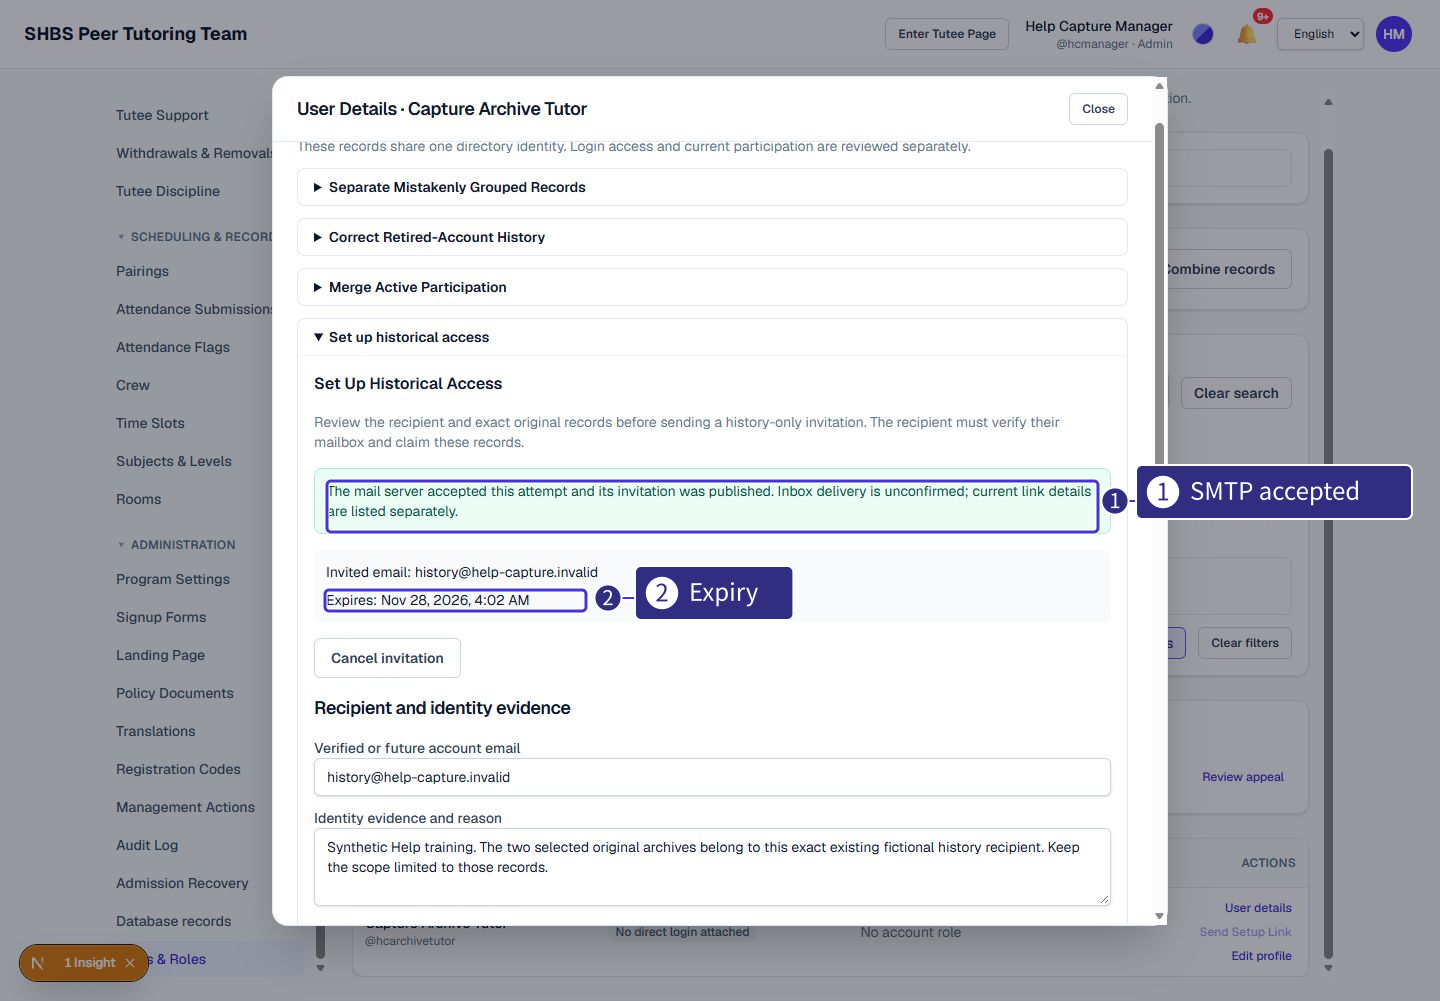 SHBS Peer Tutoring Team
Enter Tutee Page
Help Capture Manager
@hcmanager · Admin
9+
English
HM
Tutee Support
Withdrawals & Removals
Tutee Discipline
SCHEDULING & RECORD
Pairings
Attendance Submissions
Attendance Flags
Crew
Time Slots
Subjects & Levels
Rooms
ADMINISTRATION
Program Settings
Signup Forms
Landing Page
Policy Documents
Translations
Registration Codes
Management Actions
Audit Log
Admission Recovery
Database records
s & Roles
N 1 Insight ×
User Details · Capture Archive Tutor
Close
These records share one directory identity. Login access and current participation are reviewed separately.
Separate Mistakenly Grouped Records
Correct Retired-Account History
Merge Active Participation
Set up historical access
Set Up Historical Access
Review the recipient and exact original records before sending a history-only invitation. The recipient must verify their
mailbox and claim these records.
The mail server accepted this attempt and its invitation was published. Inbox delivery is unconfirmed; current link details
are listed separately.
1
1 SMTP accepted
Invited email: history@help-capture.invalid
Expires: Nov 28, 2026, 4:02 AM
2
2 Expiry
Cancel invitation
Recipient and identity evidence
Verified or future account email
history@help-capture.invalid
Identity evidence and reason
Synthetic Help training. The two selected original archives belong to this exact existing fictional history recipient. Keep
the scope limited to those records.
tion.
Combine records
Clear search
s
Clear filters
Review appeal
ACTIONS
Capture Archive Tutor
@hcarchivetutor
No direct login attached
No account role
User details
Send Setup Link
Edit profile